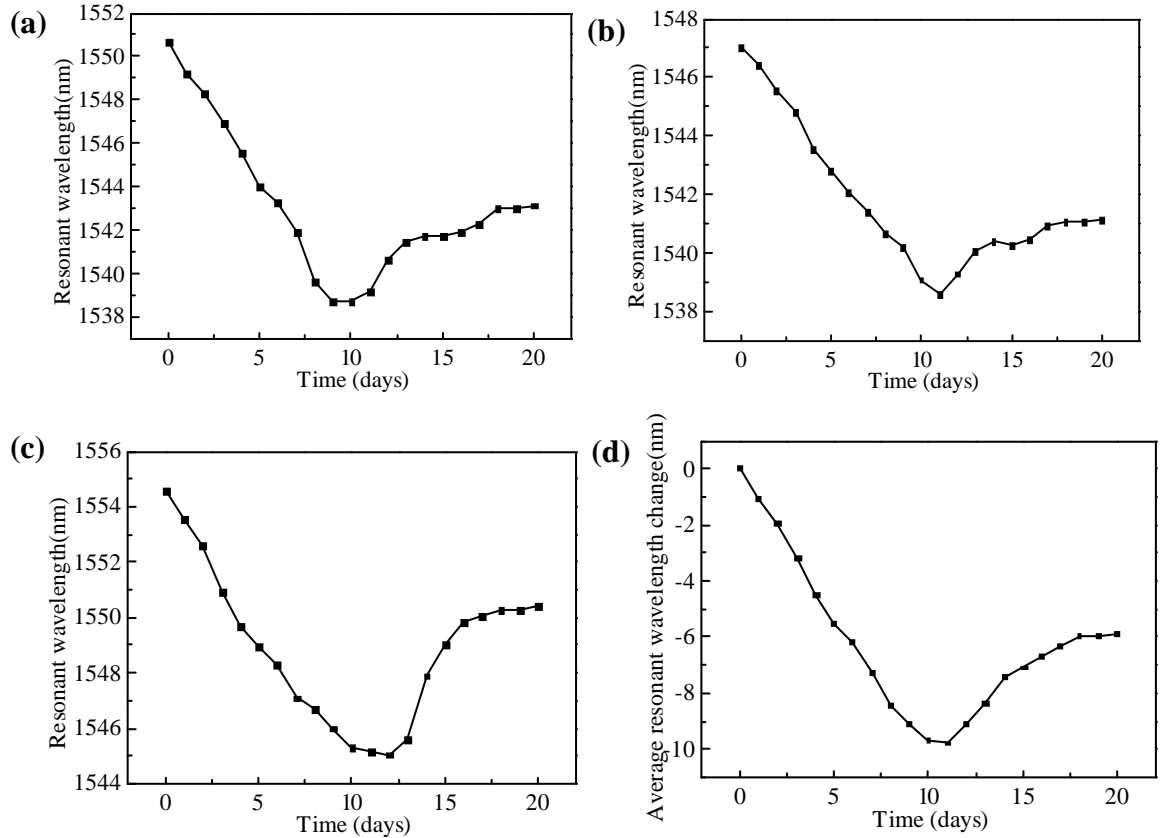 (a)
Resonant wavelength(nm)
1552
1550
1548
1546
1544
1542
1540
1538
0 5 10 15 20
Time (days)
(b)
Resonant wavelength(nm)
1548
1546
1544
1542
1540
1538
0 5 10 15 20
Time (days)
(c)
Resonant wavelength(nm)
1556
1554
1552
1550
1548
1546
1544
0 5 10 15 20
Time (days)
(d)
Average resonant wavelength change(nm)
0
-2
-4
-6
-8
-10
0 5 10 15 20
Time (days)